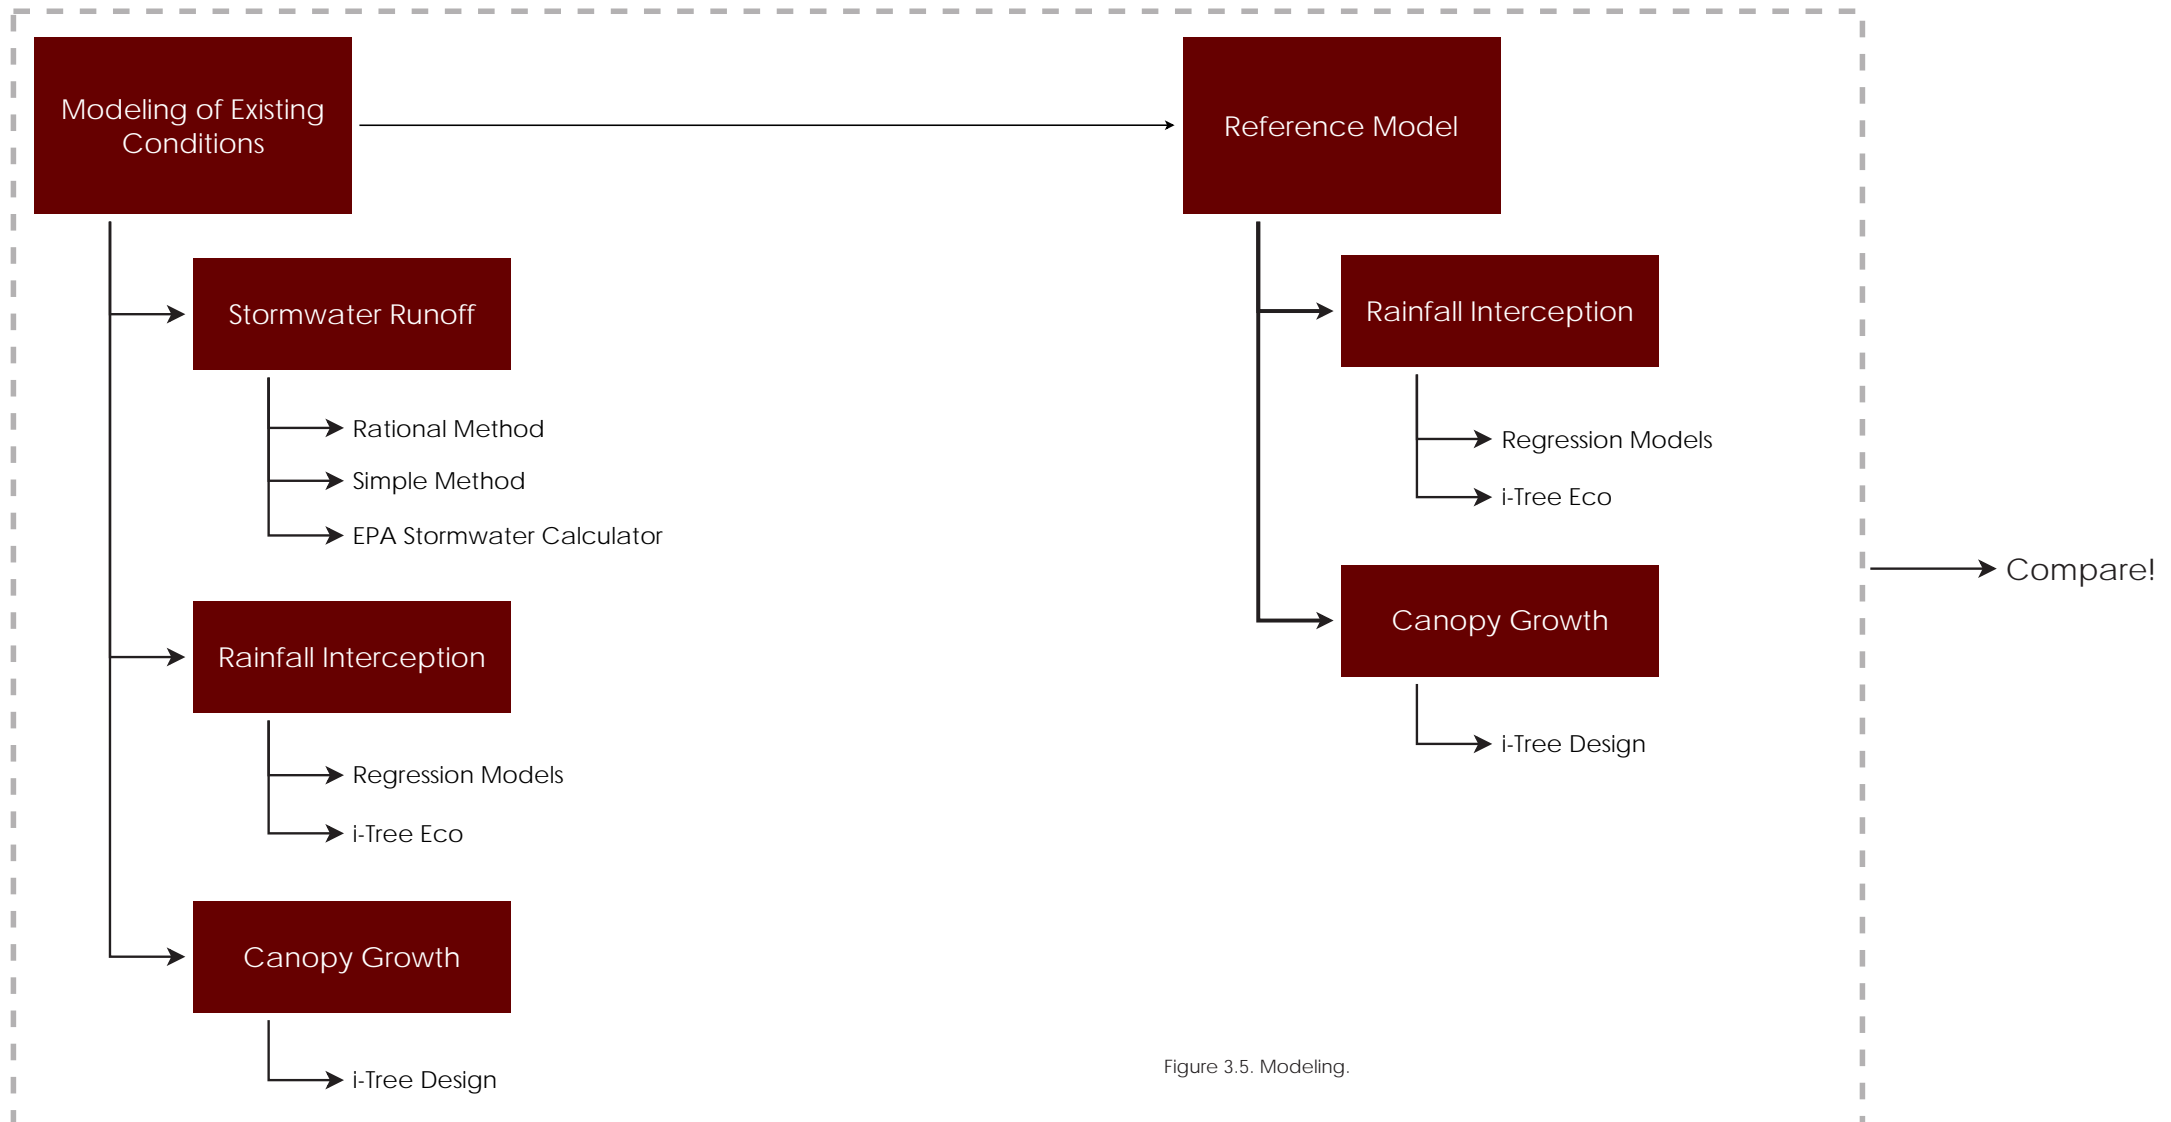 Modeling of Existing
Conditions
Stormwater Runoff
Rational Method
Simple Method
EPA Stormwater Calculator
Rainfall Interception
Regression Models
i-Tree Eco
Canopy Growth
i-Tree Design
Reference Model
Rainfall Interception
Regression Models
i-Tree Eco
Canopy Growth
i-Tree Design
Compare!
Figure 3.5. Modeling.